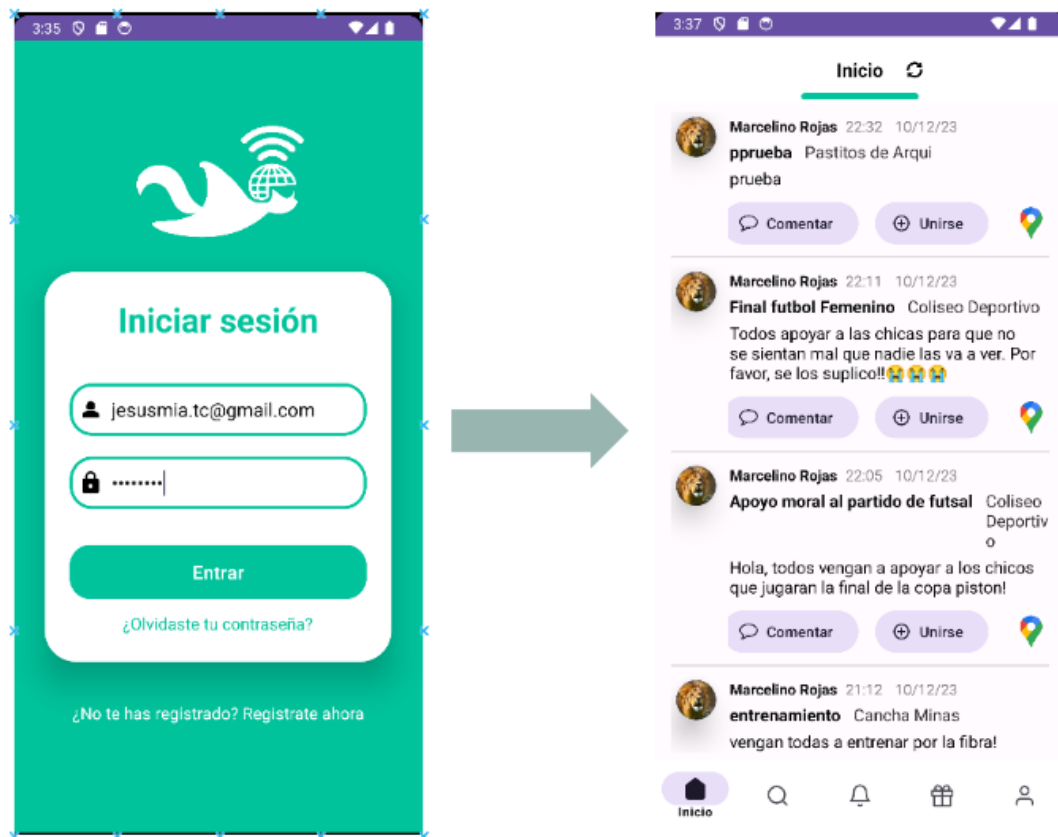 3:35
Iniciar sesión
jesusmia.tc@gmail.com
••••••••
Entrar
¿Olvidaste tu contraseña?
¿No te has registrado? Registrate ahora
3:37
Inicio
Marcelino Rojas 22:32 10/12/23
pprueba Pastitos de Arqui
prueba
Comentar Unirse
Marcelino Rojas 22:11 10/12/23
Final futbol Femenino Coliseo Deportivo
Todos apoyar a las chicas para que no
se sientan mal que nadie las va a ver. Por
favor, se los suplico!!😭😭😭
Comentar Unirse
Marcelino Rojas 22:05 10/12/23
Apoyo moral al partido de futsal Coliseo
Deportiv
o
Hola, todos vengan a apoyar a los chicos
que jugaran la final de la copa piston!
Comentar Unirse
Marcelino Rojas 21:12 10/12/23
entrenamiento Cancha Minas
vengan todas a entrenar por la fibra!
Inicio